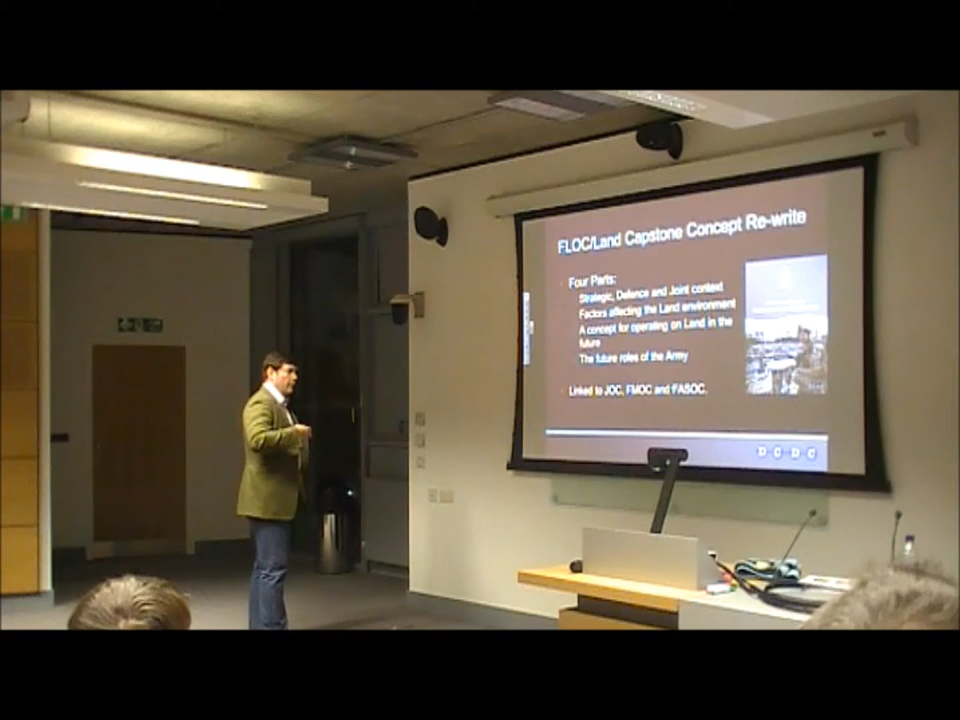 FLOC/Land Capstone Concept Re-write
Four Parts:
Strategic, Defence and Joint context
Factors affecting the Land environment
A concept for operating on Land in the
future
The future roles of the Army
Linked to JOC, FMOC and FASOC.
D C D C